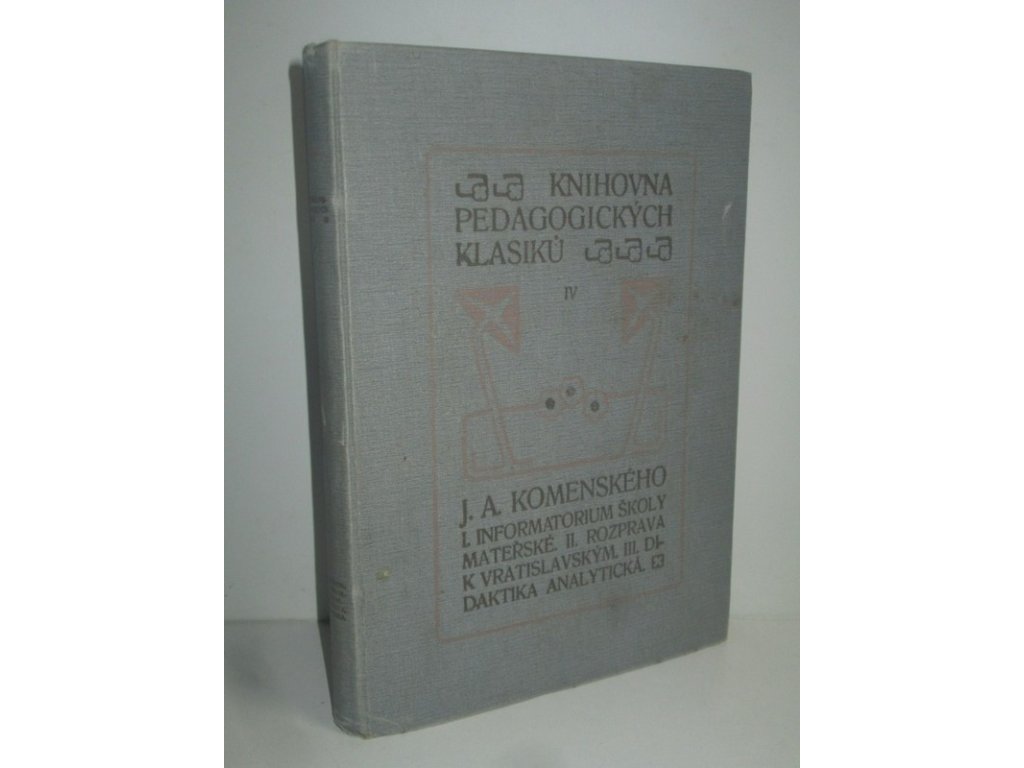 KNIHOVNA
PEDAGOGICKÝCH
KLASIKŮ
IV
J. A. KOMENSKÉHO
I. INFORMATORIUM ŠKOLY
MATEŘSKÉ. II. ROZPRAVA
K VRATISLAVSKÝM. III. DI-
DAKTIKA ANALYTICKÁ.